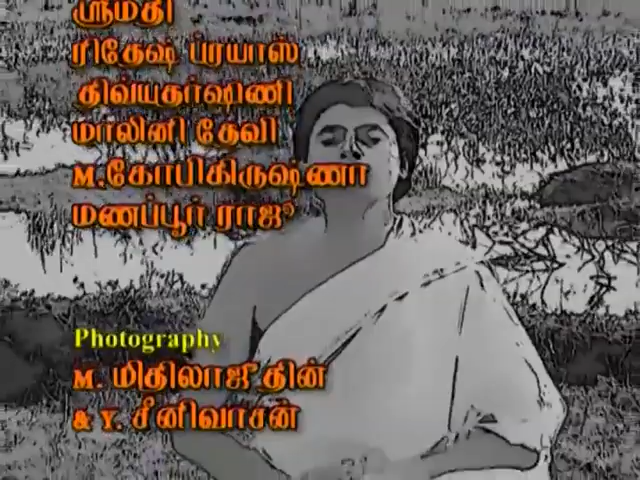 ஸ்ரீமதி
ரிதேஷ் ப்ரயாஸ்
திவ்யதர்ஷிணி
மாலினி தேவி
M.கோபிகிருஷ்ணா
மணப்பூர் ராஜூ
Photography
M. மிதிலாஜுதின்
& Y. சீனிவாசன்